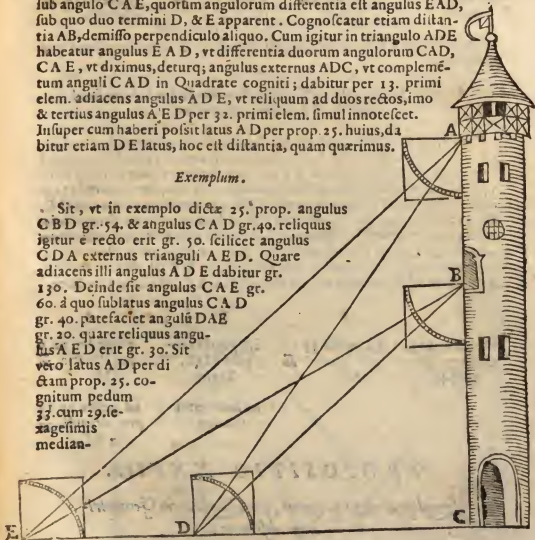 sub angulo C A E, quorum angulorum differentia est angulus EAD,
sub quo duo termini D, & E apparent. Cognoscatur etiam distan-
tia AB, demisso perpendiculo aliquo. Cum igitur in triangulo ADE
habeatur angulus E A D, vt differentia duorum angulorum CAD,
C A E, vt diximus, deturq; angulus externus ADC, vt complemē-
tum anguli C A D in Quadrate cogniti; dabitur per 13. primi
elem. adiacens angulus A D E, vt reliquum ad duos rectos, imo
& tertius angulus A E D per 32. primi elem. simul innotescet.
Insuper cum haberi possit latus A D per prop. 25. huius, da
bitur etiam D E latus, hoc est distantia, quam quærimus.
Exemplum.
Sit, vt in exemplo dictæ 25. prop. angulus
C B D gr. 54. & angulus C A D gr. 40. reliquus
igitur e recto erit gr. 50. scilicet angulus
C D A externus trianguli A E D. Quare
adiacens illi angulus A D E dabitur gr.
130. Deinde sit angulus C A E gr.
60. a quo sublatus angulus C A D
gr. 40. patefaciet angulū DAE
gr. 20. quare reliquus angu-
lus A E D erit gr. 30. Sit
vero latus A D per di
ctam prop. 25. co-
gnitum pedum
33. cum 29. se-
xagesimis
median-
A
B
C
D
E